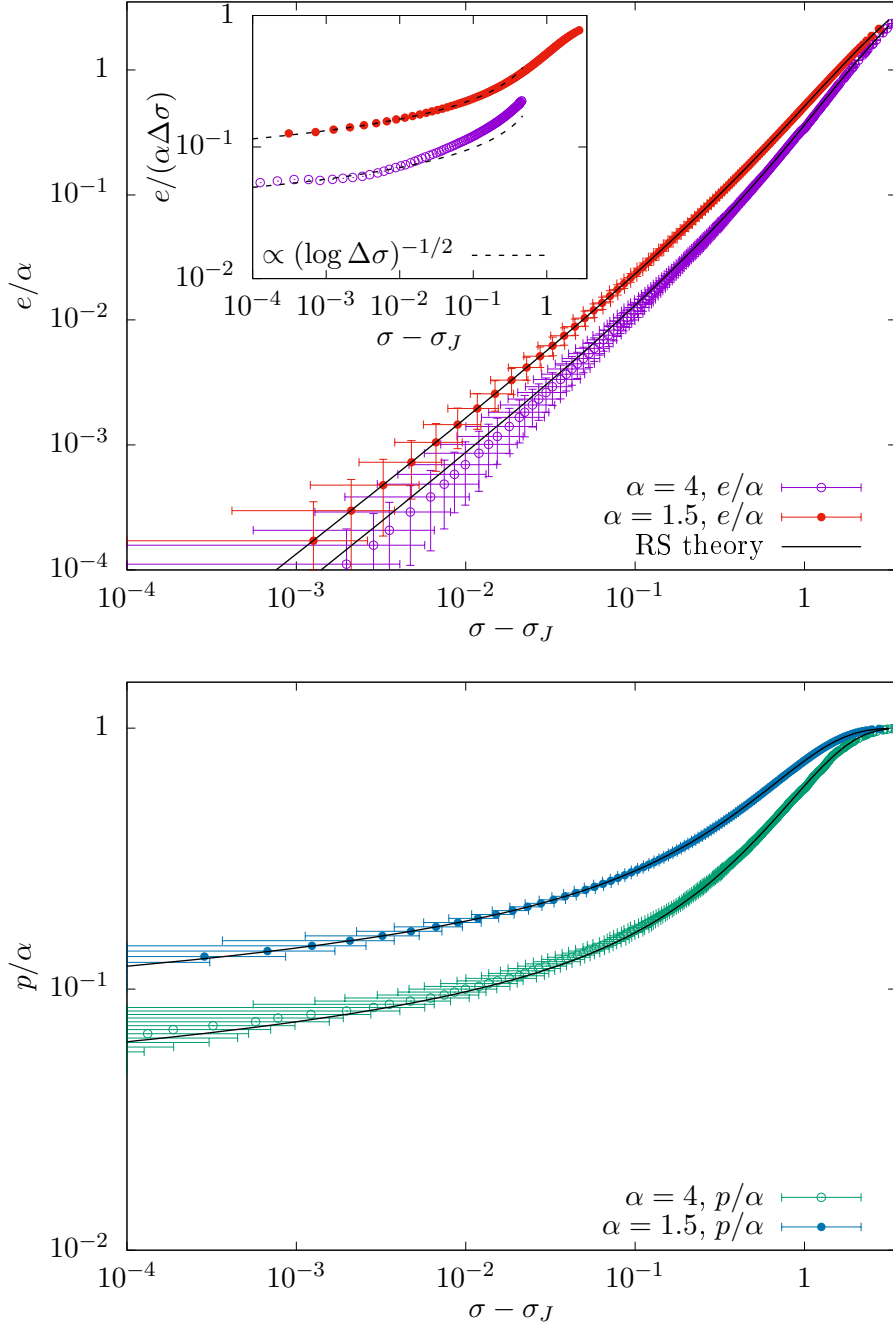 1
10⁻¹
10⁻²
10⁻³
10⁻⁴
e/α
10⁻⁴
10⁻³
10⁻²
10⁻¹
1
σ − σ_J
α = 4, e/α
α = 1.5, e/α
RS theory
1
10⁻¹
10⁻²
e/(αΔσ)
∝ (log Δσ)^{−1/2}
10⁻⁴
10⁻³
10⁻²
10⁻¹
1
σ − σ_J
1
10⁻¹
10⁻²
p/α
α = 4, p/α
α = 1.5, p/α
10⁻⁴
10⁻³
10⁻²
10⁻¹
1
σ − σ_J